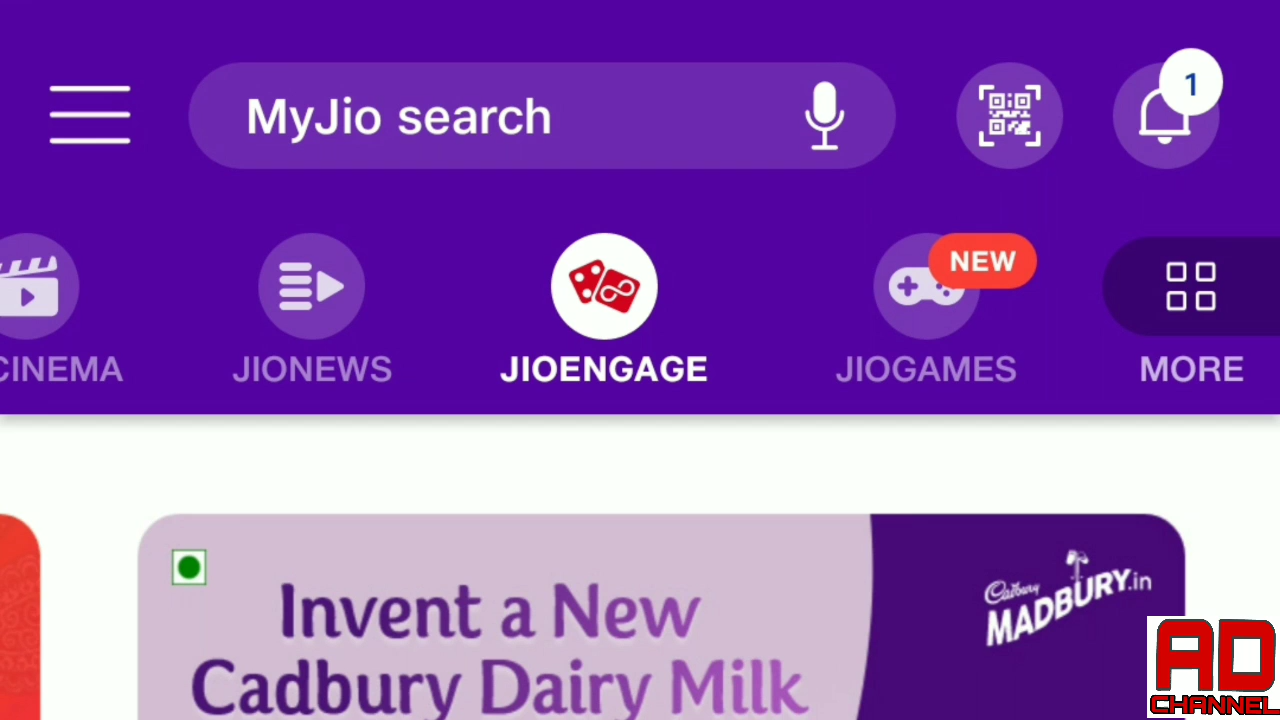 1
MyJio search
NEW
CINEMA
JIONEWS
JIOENGAGE
JIOGAMES
MORE
Invent a New
Cadbury Dairy Milk
Cadbury
MADBURY.in
AD
CHANNEL